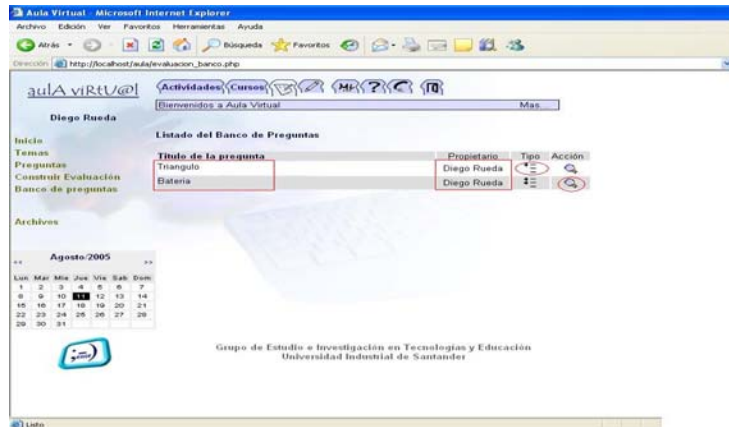 Aula Virtual - Microsoft Internet Explorer
Archivo Edición Ver Favoritos Herramientas Ayuda
Atrás Búsqueda Favoritos
Dirección http://localhost/aula/evaluacion_banco.php
aulA viRtU@l
Actividades Cursos MH ?
Bienvenidos a Aula Virtual Mas...
Diego Rueda
Listado del Banco de Preguntas
Inicio
Temas
Preguntas
Construir Evaluación
Banco de preguntas
Archivos
Titulo de la pregunta Propietario Tipo Acción
Triangulo Diego Rueda
Bateria Diego Rueda
<< Agosto/2005 >>
Lun Mar Mie Jue Vie Sab Dom
1 2 3 4 5 6 7
8 9 10 11 12 13 14
15 16 17 18 19 20 21
22 23 24 25 26 27 28
29 30 31
Grupo de Estudio e Investigación en Tecnologías y Educación
Universidad Industrial de Santander
Listo